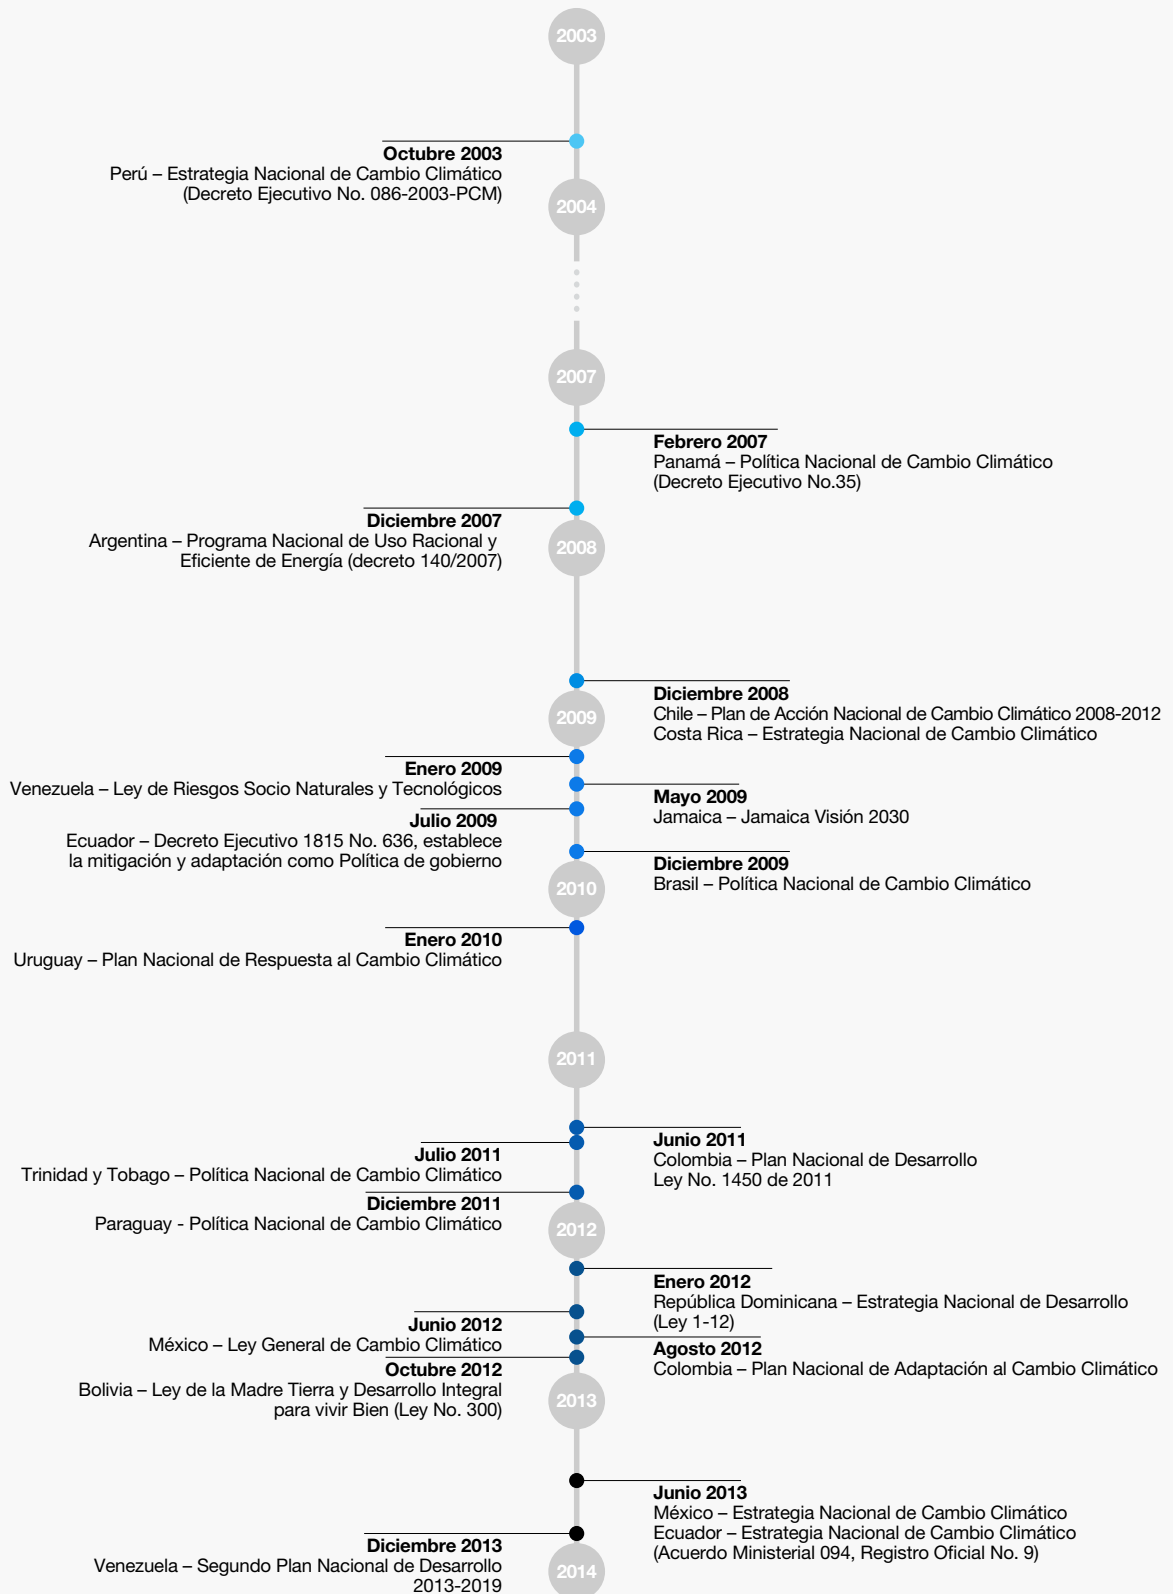 2003
Octubre 2003
Perú – Estrategia Nacional de Cambio Climático
(Decreto Ejecutivo No. 086-2003-PCM)
2004
2007
Febrero 2007
Panamá – Política Nacional de Cambio Climático
(Decreto Ejecutivo No.35)
Diciembre 2007
Argentina – Programa Nacional de Uso Racional y
Eficiente de Energía (decreto 140/2007)
2008
Diciembre 2008
Chile – Plan de Acción Nacional de Cambio Climático 2008-2012
Costa Rica – Estrategia Nacional de Cambio Climático
2009
Enero 2009
Venezuela – Ley de Riesgos Socio Naturales y Tecnológicos
Mayo 2009
Jamaica – Jamaica Visión 2030
Julio 2009
Ecuador – Decreto Ejecutivo 1815 No. 636, establece
la mitigación y adaptación como Política de gobierno
Diciembre 2009
Brasil – Política Nacional de Cambio Climático
2010
Enero 2010
Uruguay – Plan Nacional de Respuesta al Cambio Climático
2011
Junio 2011
Colombia – Plan Nacional de Desarrollo
Ley No. 1450 de 2011
Julio 2011
Trinidad y Tobago – Política Nacional de Cambio Climático
Diciembre 2011
Paraguay - Política Nacional de Cambio Climático
2012
Enero 2012
República Dominicana – Estrategia Nacional de Desarrollo
(Ley 1-12)
Junio 2012
México – Ley General de Cambio Climático
Agosto 2012
Colombia – Plan Nacional de Adaptación al Cambio Climático
Octubre 2012
Bolivia – Ley de la Madre Tierra y Desarrollo Integral
para vivir Bien (Ley No. 300)
2013
Junio 2013
México – Estrategia Nacional de Cambio Climático
Ecuador – Estrategia Nacional de Cambio Climático
(Acuerdo Ministerial 094, Registro Oficial No. 9)
Diciembre 2013
Venezuela – Segundo Plan Nacional de Desarrollo
2013-2019
2014